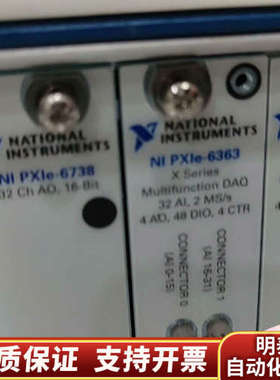 NATIONAL
INSTRUMENTS
NI PXIe-6738
32 Ch AO, 16-Bit
NATIONAL
INSTRUMENTS
NI PXIe-6363
X Series
Multifunction DAQ
32 AI, 2 MS/s
4 AO, 48 DIO, 4 CTR
CONNECTOR 0
(AI 0-15)
CONNECTOR 1
(AI 16-31)
质保证 支持开票
明
自动化